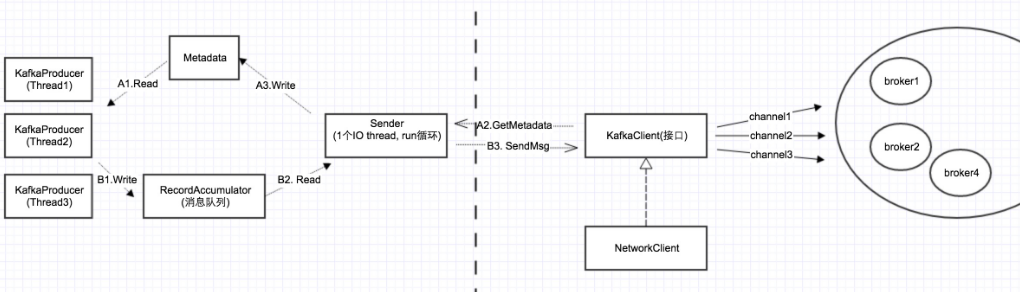 Metadata
KafkaProducer
(Thread1)
A1.Read
A3.Write
KafkaProducer
(Thread2)
Sender
(1个IO thread, run循环)
A2.GetMetadata
B3. SendMsg
KafkaClient(接口)
channel1
channel2
channel3
broker1
broker2
broker4
B1.Write
B2. Read
KafkaProducer
(Thread3)
RecordAccumulator
(消息队列)
NetworkClient